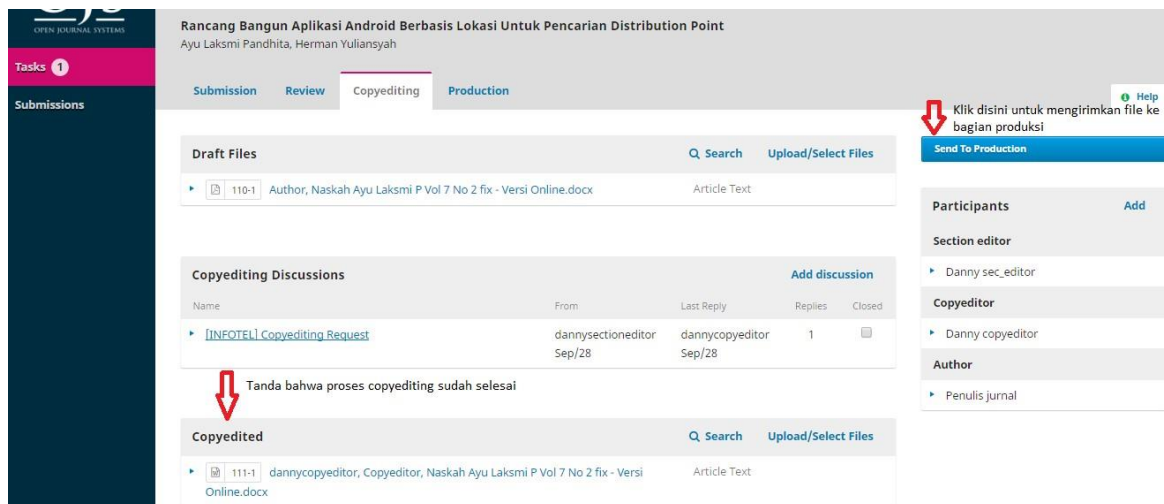 OPEN JOURNAL SYSTEMS
Tasks 1
Submissions
Rancang Bangun Aplikasi Android Berbasis Lokasi Untuk Pencarian Distribution Point
Ayu Laksmi Pandhita, Herman Yuliansyah
Submission Review Copyediting Production
Help
Klik disini untuk mengirimkan file ke
bagian produksi
Send To Production
Draft Files Search Upload/Select Files
110-1 Author, Naskah Ayu Laksmi P Vol 7 No 2 fix - Versi Online.docx Article Text
Copyediting Discussions Add discussion
Name From Last Reply Replies Closed
[INFOTEL] Copyediting Request dannysectioneditor dannycopyeditor 1
Sep/28 Sep/28
Tanda bahwa proses copyediting sudah selesai
Copyedited Search Upload/Select Files
111-1 dannycopyeditor, Copyeditor, Naskah Ayu Laksmi P Vol 7 No 2 fix - Versi Article Text
Online.docx
Participants Add
Section editor
Danny sec_editor
Copyeditor
Danny copyeditor
Author
Penulis jurnal